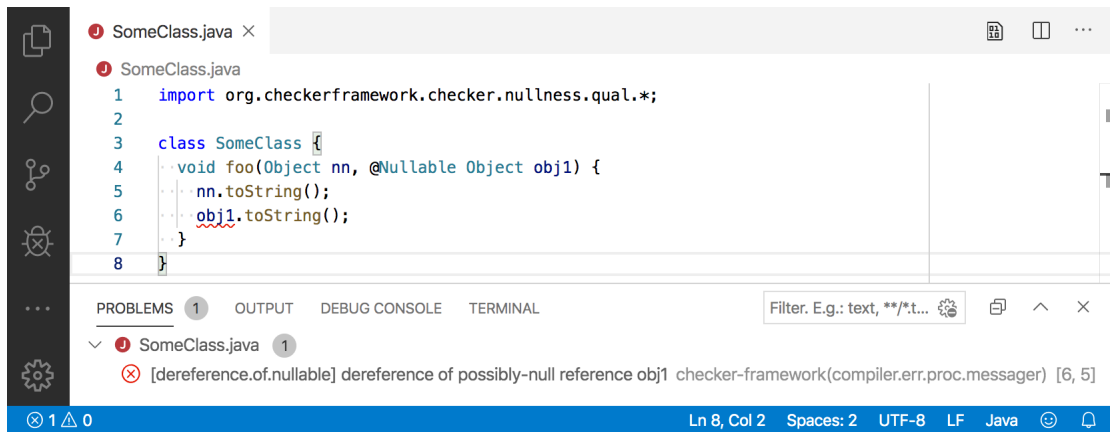 SomeClass.java
SomeClass.java
1 import org.checkerframework.checker.nullness.qual.*;
2
3 class SomeClass {
4 void foo(Object nn, @Nullable Object obj1) {
5 nn.toString();
6 obj1.toString();
7 }
8 }
PROBLEMS 1 OUTPUT DEBUG CONSOLE TERMINAL Filter. E.g.: text, **/*.t...
SomeClass.java 1
[dereference.of.nullable] dereference of possibly-null reference obj1 checker-framework(compiler.err.proc.messager) [6, 5]
1 0 Ln 8, Col 2 Spaces: 2 UTF-8 LF Java